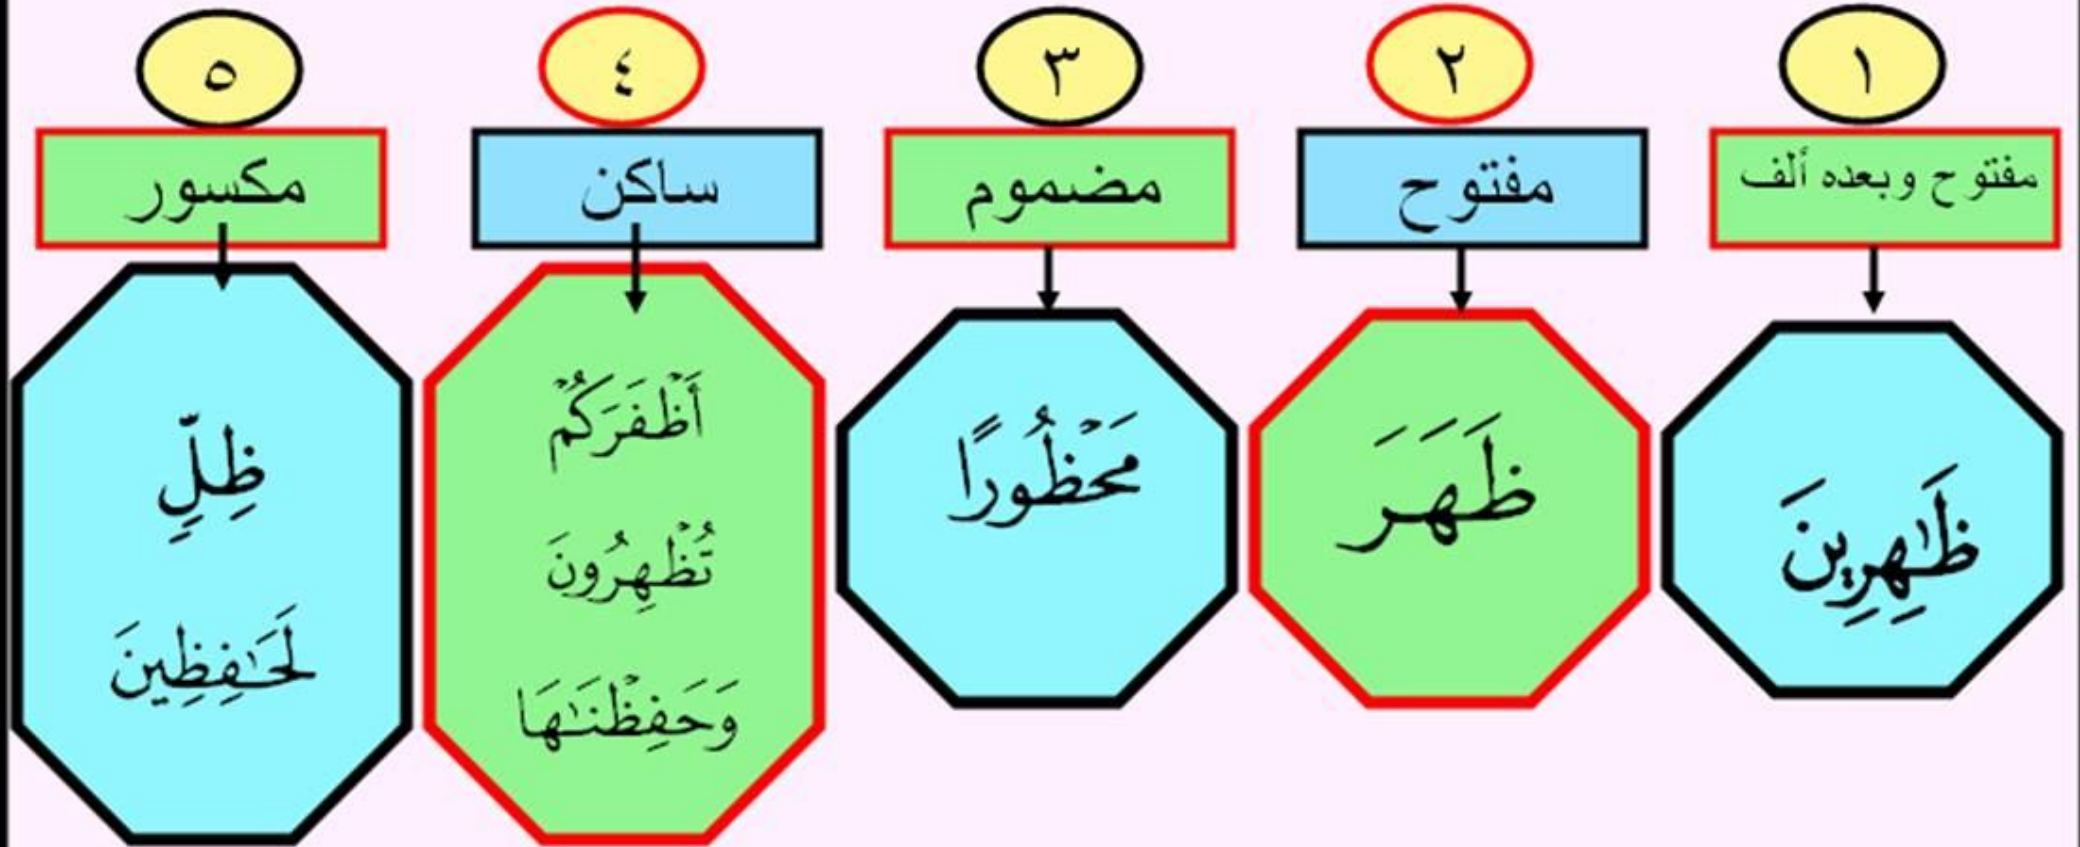 ١
٢
٣
٤
٥
مفتوح وبعده ألف
مفتوح
مضموم
ساكن
مكسور
ظَٰهِرِينَ
ظَهَرَ
مَحۡظُورًا
أَظۡفَرَكُمۡ
تُظۡهِرُونَ
وَحَفِظۡنَٰهَا
ظِلِّ
لَحَٰفِظِينَ